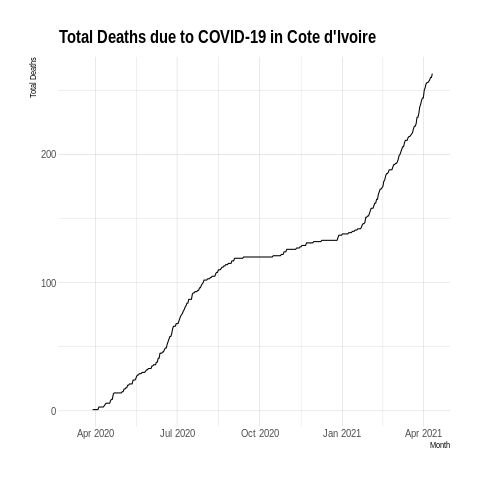 Total Deaths due to COVID-19 in Cote d'Ivoire
Total Deaths
200
100
0
Apr 2020 Jul 2020 Oct 2020 Jan 2021 Apr 2021
Month